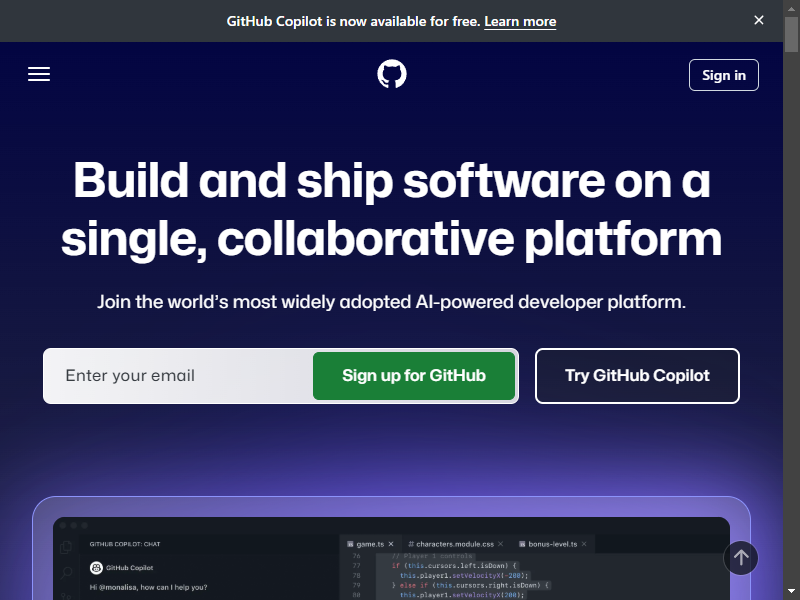 GitHub Copilot is now available for free. Learn more
Sign in
Build and ship software on a
single, collaborative platform
Join the world's most widely adopted AI-powered developer platform.
Enter your email
Sign up for GitHub
Try GitHub Copilot
GITHUB COPILOT: CHAT
game.ts
# characters.module.css
bonus-level.ts
GitHub Copilot
Hi @monalisa, how can I help you?
76 // Player 1 controls
77 if (this.cursors.left.isDown) {
78 this.player1.setVelocityX(-200);
79 } else if (this.cursors.right.isDown) {
80 this.player1.setVelocityX(200);